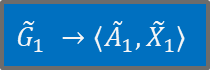 G̃₁ → ⟨Ã₁, X̃₁⟩